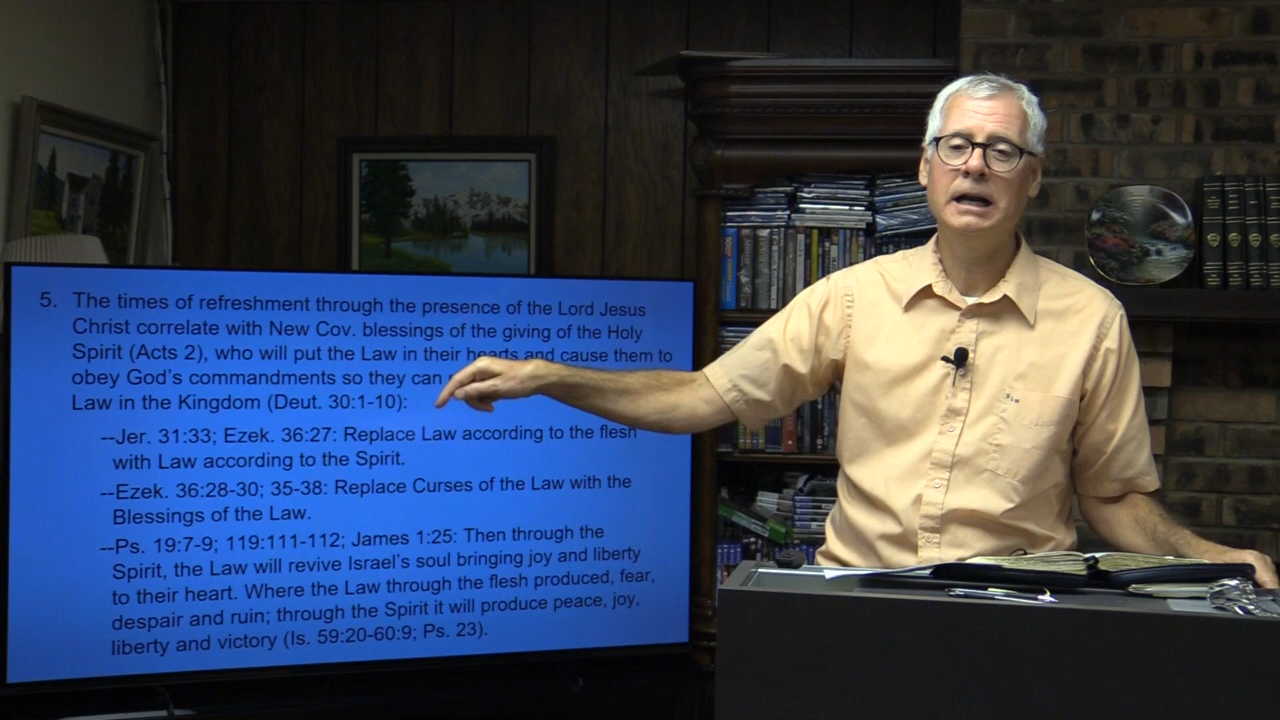 5. The times of refreshment through the presence of the Lord Jesus
Christ correlate with New Cov. blessings of the giving of the Holy
Spirit (Acts 2), who will put the Law in their hearts and cause them to
obey God's commandments so they can
Law in the Kingdom (Deut. 30:1-10):
--Jer. 31:33; Ezek. 36:27: Replace Law according to the flesh
with Law according to the Spirit.
--Ezek. 36:28-30; 35-38: Replace Curses of the Law with the
Blessings of the Law.
--Ps. 19:7-9; 119:111-112; James 1:25: Then through the
Spirit, the Law will revive Israel's soul bringing joy and liberty
to their heart. Where the Law through the flesh produced, fear,
despair and ruin; through the Spirit it will produce peace, joy,
liberty and victory (Is. 59:20-60:9; Ps. 23).